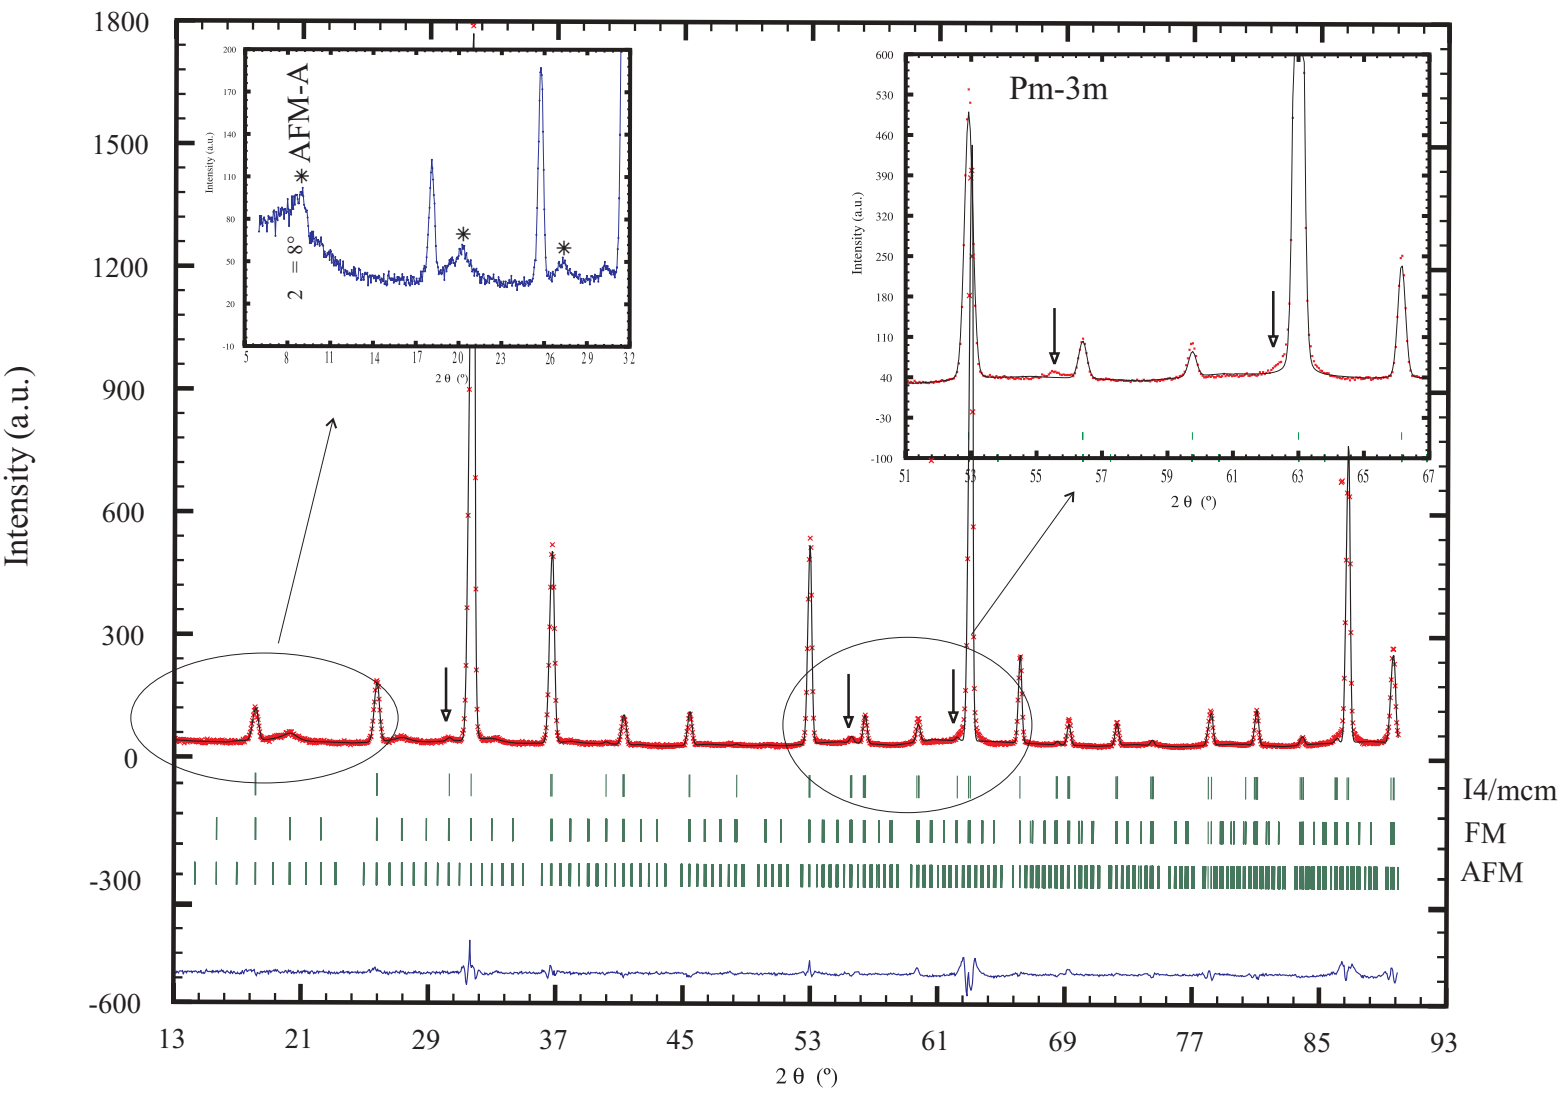 1800
1500
1200
900
600
300
0
-300
-600
Intensity (a.u.)
13 21 29 37 45 53 61 69 77 85 93
2 θ (º)
I4/mcm
FM
AFM
200
170
140
110
80
50
20
-10
Intensity (a.u.)
* AFM-A
2 = 8°
*
*
5 8 11 14 17 20 23 26 29 32
2 θ (º)
Pm-3m
600
530
460
390
320
250
180
110
40
-30
-100
Intensity (a.u.)
51 53 55 57 59 61 63 65 67
2 θ (º)